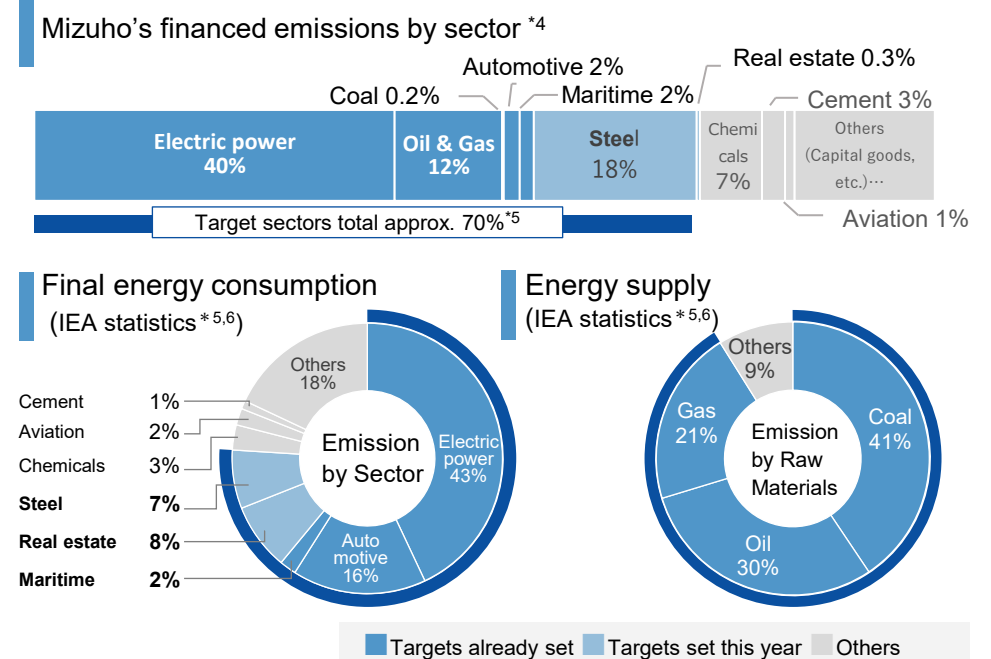 Mizuho’s financed emissions by sector *4
Real estate 0.3%
Automotive 2%
Coal 0.2%
Maritime 2%
Cement 3%
Electric power
40%
Oil & Gas
12%
Steel
18%
Chemi
cals
7%
Others
(Capital goods,
etc.)…
Aviation 1%
Target sectors total approx. 70%*5
Final energy consumption
(IEA statistics*5,6)
Others
18%
Cement 1%
Aviation 2%
Chemicals 3%
Steel 7%
Real estate 8%
Maritime 2%
Emission
by Sector
Electric
power
43%
Auto
motive
16%
Energy supply
(IEA statistics*5,6)
Others
9%
Gas
21%
Coal
41%
Emission
by Raw
Materials
Oil
30%
Targets already set
Targets set this year
Others